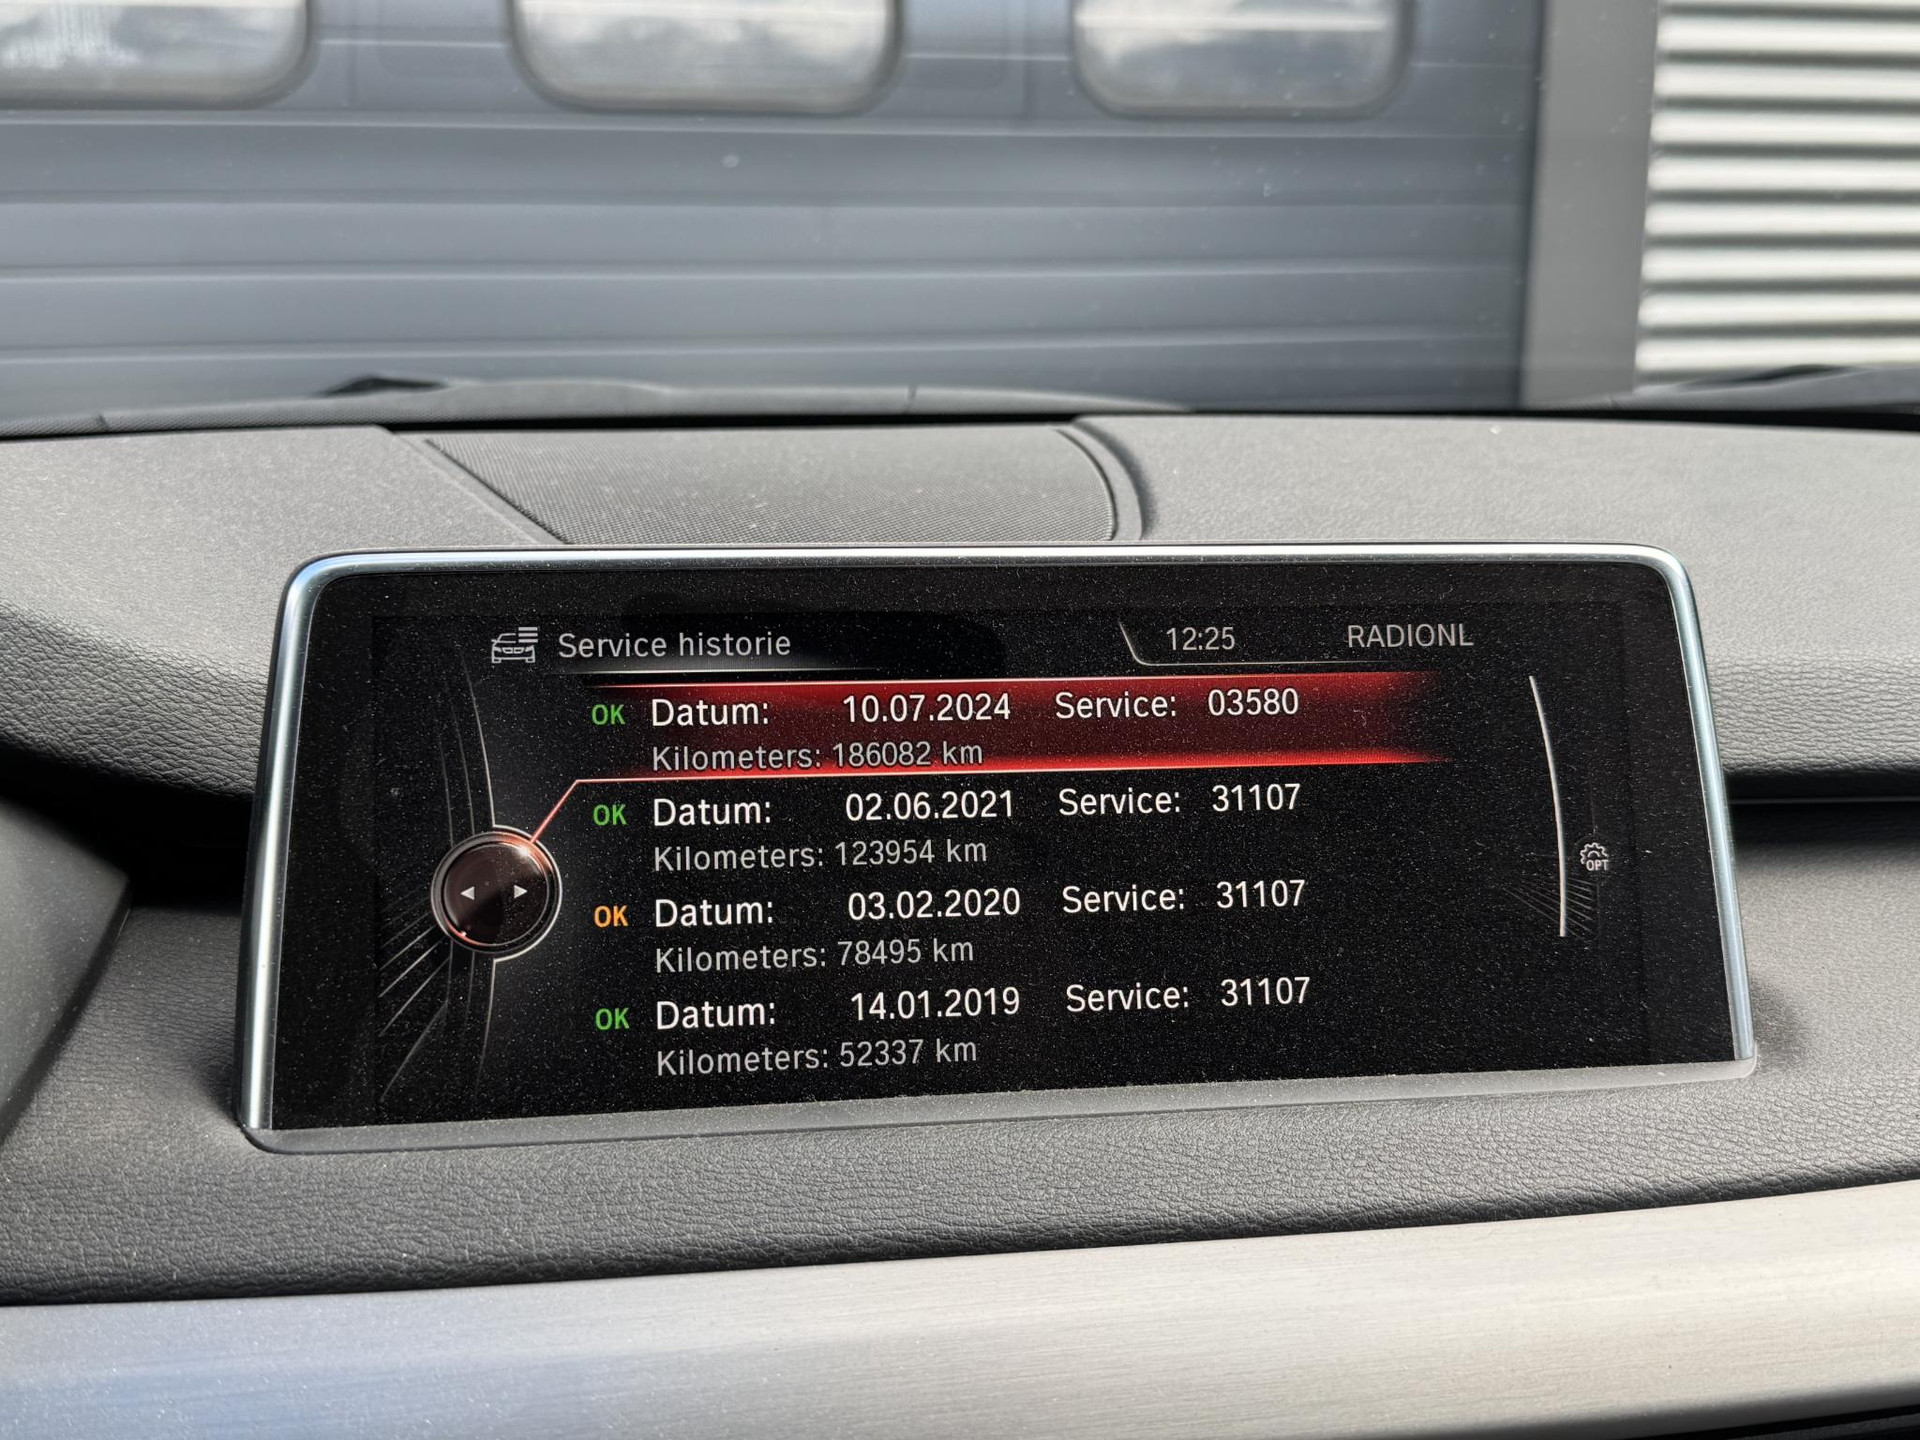 Service historie 12:25 RADIONL
OK Datum: 10.07.2024 Service: 03580
Kilometers: 186082 km
OK Datum: 02.06.2021 Service: 31107
Kilometers: 123954 km
OK Datum: 03.02.2020 Service: 31107
Kilometers: 78495 km
OK Datum: 14.01.2019 Service: 31107
Kilometers: 52337 km
OPT